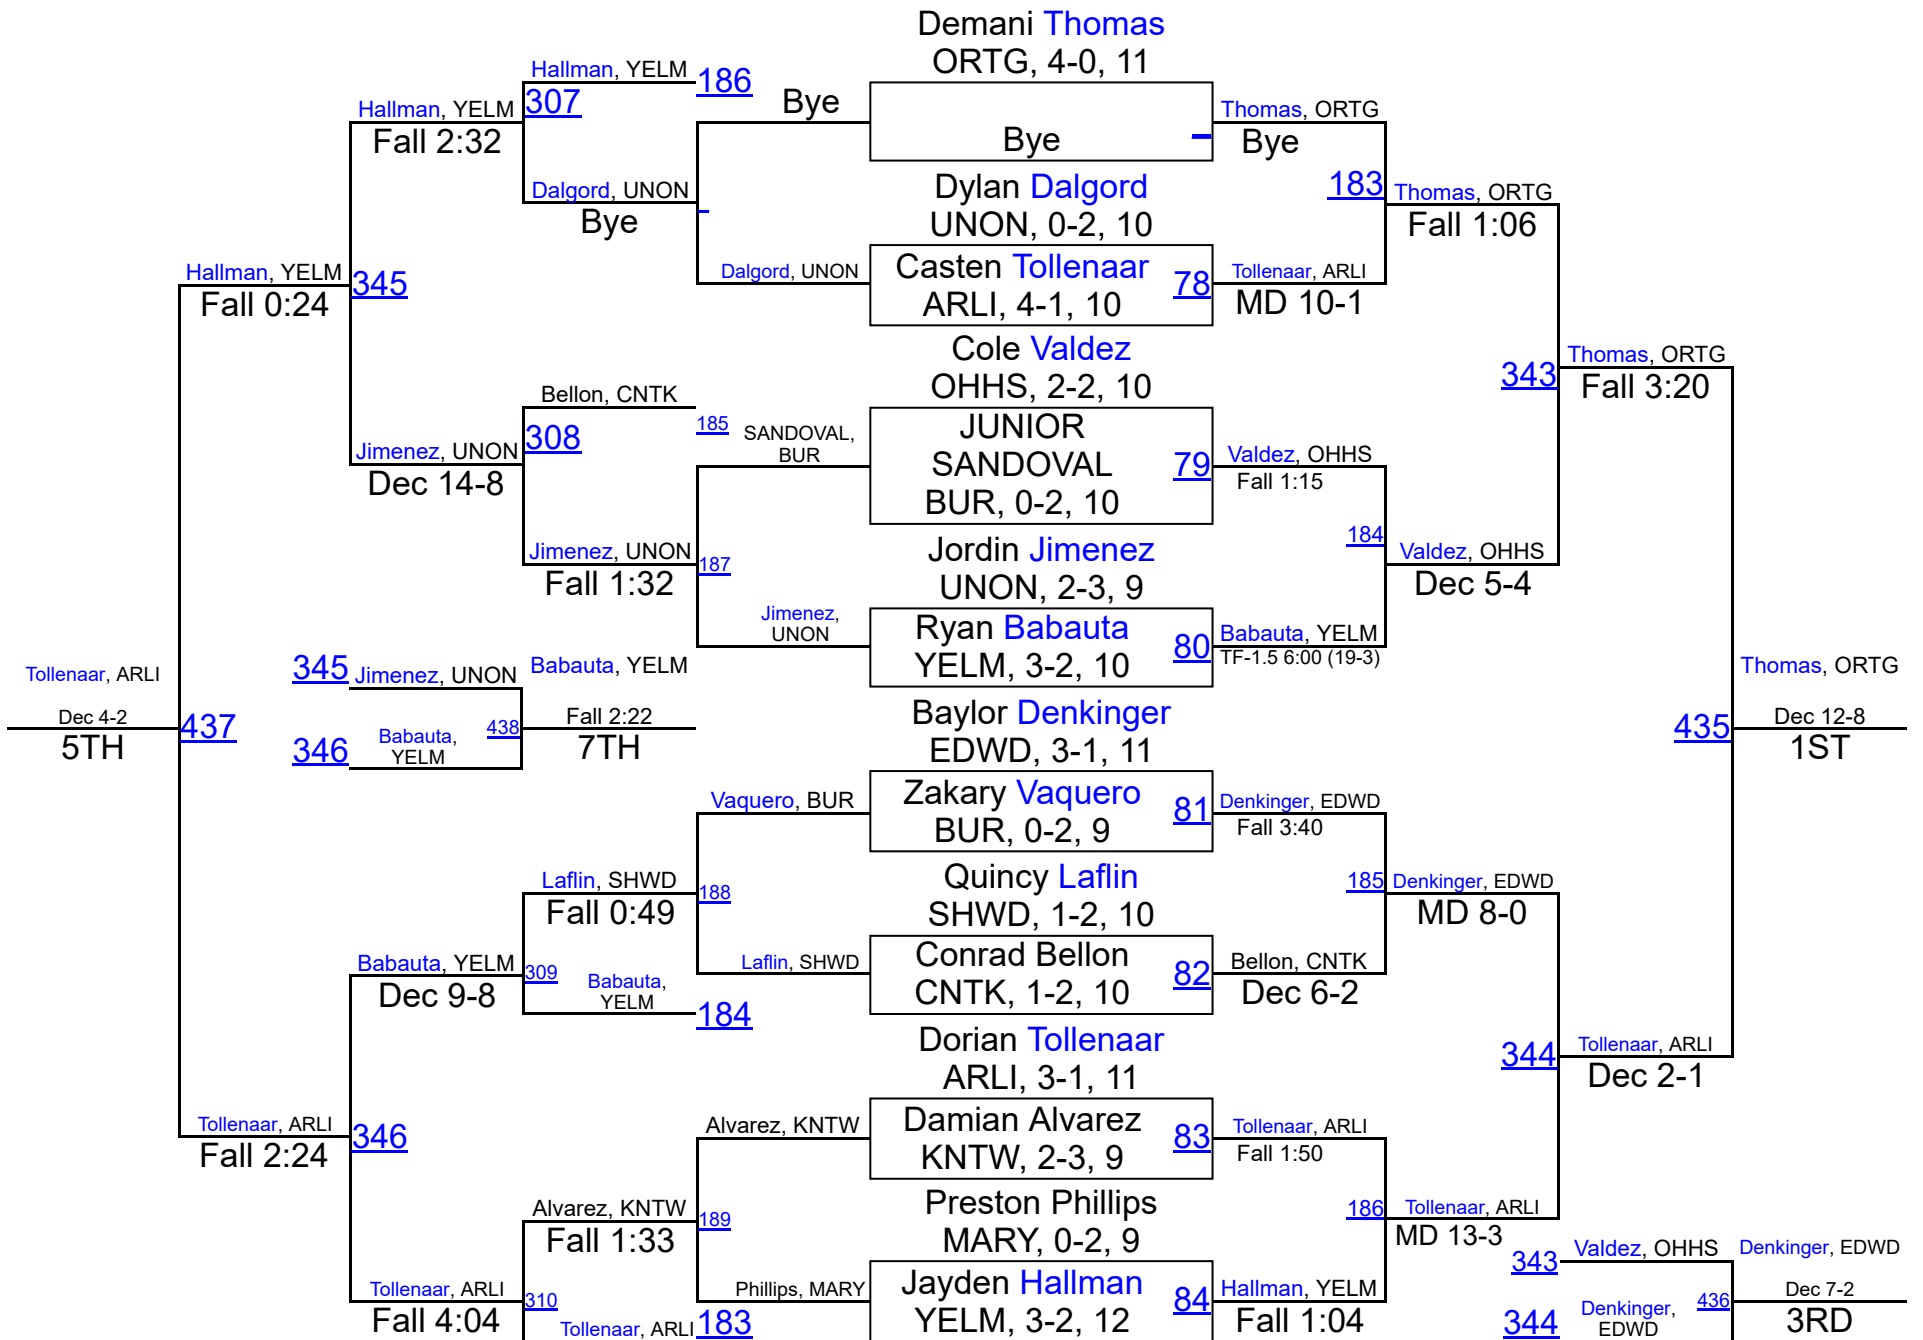 Demani Thomas
ORTG, 4-0, 11
Hallman, YELM
186
307
Bye
Hallman, YELM
Fall 2:32
Bye
Thomas, ORTG
Bye
Dalgord, UNON
Bye
Dylan Dalgord
UNON, 0-2, 10
183
Thomas, ORTG
Fall 1:06
Hallman, YELM
Fall 0:24
345
Dalgord, UNON
Casten Tollenaar
ARLI, 4-1, 10
78
Tollenaar, ARLI
MD 10-1
Cole Valdez
OHHS, 2-2, 10
343
Thomas, ORTG
Fall 3:20
Bellon, CNTK
185
308
SANDOVAL,
BUR
JUNIOR
SANDOVAL
BUR, 0-2, 10
79
Valdez, OHHS
Fall 1:15
Jimenez, UNON
Dec 14-8
184
Jimenez, UNON
Fall 1:32
187
Jordin Jimenez
UNON, 2-3, 9
Valdez, OHHS
Dec 5-4
Jimenez,
UNON
Ryan Babauta
YELM, 3-2, 10
80
Babauta, YELM
TF-1.5 6:00 (19-3)
Tollenaar, ARLI
Dec 4-2
5TH
437
345
Jimenez, UNON
Babauta, YELM
346
Babauta,
YELM
438
Fall 2:22
7TH
Thomas, ORTG
435
Dec 12-8
1ST
Baylor Denkinger
EDWD, 3-1, 11
Vaquero, BUR
Zakary Vaquero
BUR, 0-2, 9
81
Denkinger, EDWD
Fall 3:40
Laflin, SHWD
Fall 0:49
188
Quincy Laflin
SHWD, 1-2, 10
185
Denkinger, EDWD
MD 8-0
Babauta, YELM
Dec 9-8
309
Babauta,
YELM
184
Laflin, SHWD
Conrad Bellon
CNTK, 1-2, 10
82
Bellon, CNTK
Dec 6-2
Dorian Tollenaar
ARLI, 3-1, 11
344
Tollenaar, ARLI
Dec 2-1
Tollenaar, ARLI
Fall 2:24
346
Alvarez, KNTW
Damian Alvarez
KNTW, 2-3, 9
83
Tollenaar, ARLI
Fall 1:50
Alvarez, KNTW
Fall 1:33
189
Preston Phillips
MARY, 0-2, 9
186
Tollenaar, ARLI
MD 13-3
Tollenaar, ARLI
Fall 4:04
310
Tollenaar, ARLI
183
Phillips, MARY
Jayden Hallman
YELM, 3-2, 12
84
Hallman, YELM
Fall 1:04
343
Valdez, OHHS
Denkinger, EDWD
344
Denkinger,
EDWD
436
Dec 7-2
3RD